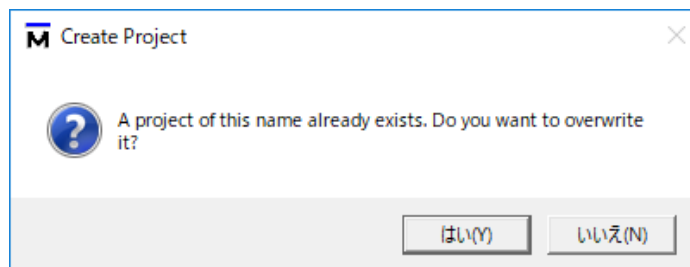 Create Project
A project of this name already exists. Do you want to overwrite
it?
はい(Y)
いいえ(N)